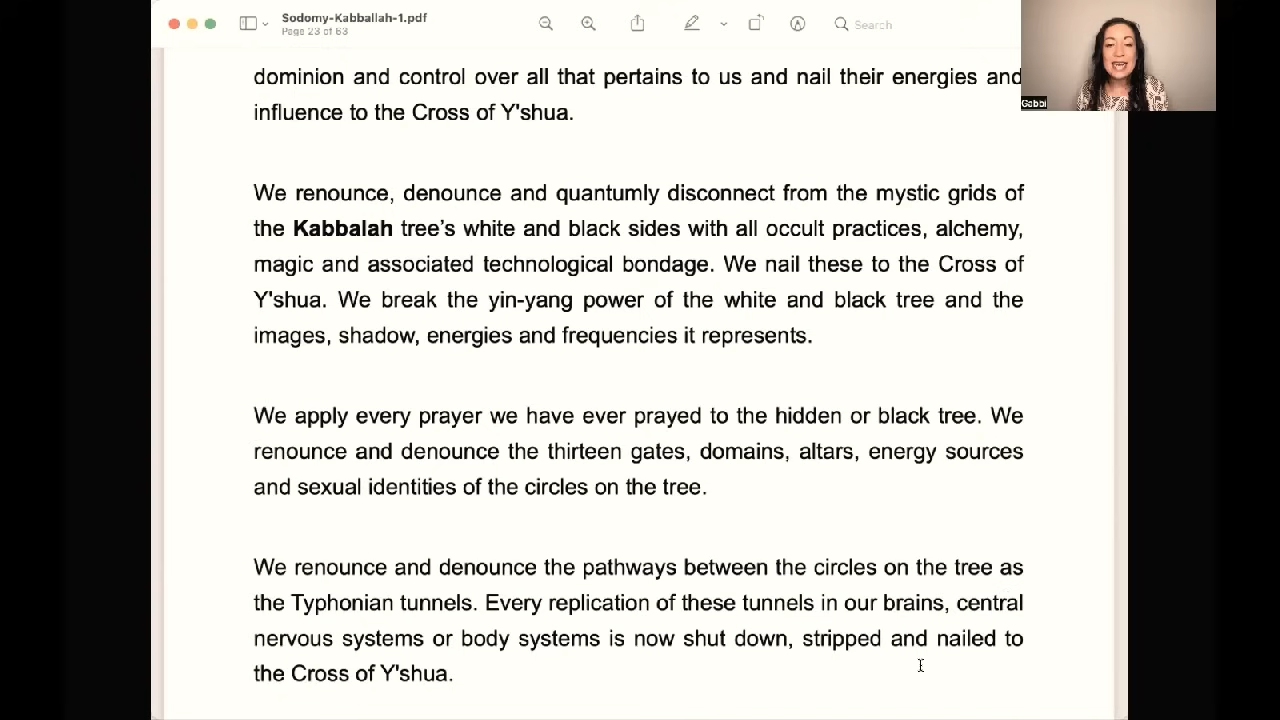 Sodomy-Kabballah-1.pdf
Page 23 of 63
Search
Gabbi
dominion and control over all that pertains to us and nail their energies and
influence to the Cross of Y'shua.
We renounce, denounce and quantumly disconnect from the mystic grids of
the Kabbalah tree’s white and black sides with all occult practices, alchemy,
magic and associated technological bondage. We nail these to the Cross of
Y'shua. We break the yin-yang power of the white and black tree and the
images, shadow, energies and frequencies it represents.
We apply every prayer we have ever prayed to the hidden or black tree. We
renounce and denounce the thirteen gates, domains, altars, energy sources
and sexual identities of the circles on the tree.
We renounce and denounce the pathways between the circles on the tree as
the Typhonian tunnels. Every replication of these tunnels in our brains, central
nervous systems or body systems is now shut down, stripped and nailed to
the Cross of Y'shua.